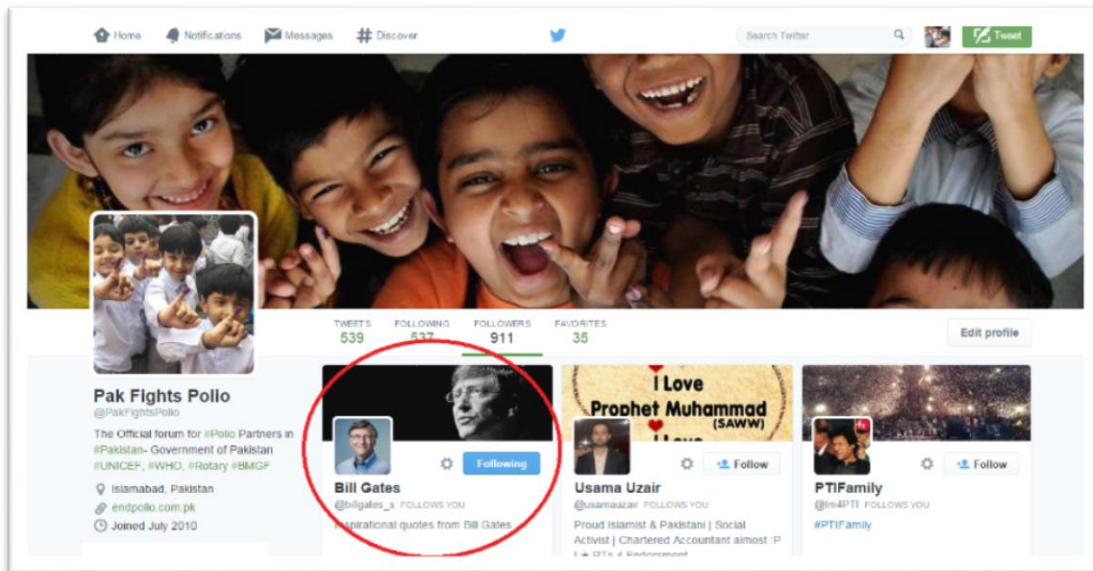 Home Notifications Messages # Discover Search Twitter Tweet
TWEETS FOLLOWING FOLLOWERS FAVORITES
539 537 911 35
Edit profile
Pak Fights Polio
@PakFightsPolio
The Official forum for #Polio Partners in
#Pakistan- Government of Pakistan
#UNICEF, #WHO, #Rotary #BMGF
Islamabad, Pakistan
endpolio.com.pk
Joined July 2010
Following
Bill Gates
@billgates_s FOLLOWS YOU
Inspirational quotes from Bill Gates
I Love
Prophet Muhammad
(SAWW)
I Love
Follow
Usama Uzair
@usamauzair FOLLOWS YOU
Proud Islamist & Pakistani | Social
Activist | Chartered Accountant almost :P
Endorsement
Follow
PTIFamily
@Im4PTI FOLLOWS YOU
#PTIFamily